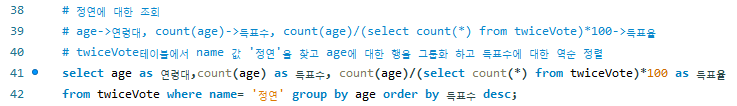 38 # 정연에 대한 조회
39 # age->연령대, count(age)->득표수, count(age)/(select count(*) from twiceVote)*100->득표율
40 # twiceVote테이블에서 name 값 '정연'을 찾고 age에 대한 행을 그룹화 하고 득표수에 대한 역순 정렬
41 select age as 연령대,count(age) as 득표수, count(age)/(select count(*) from twiceVote)*100 as 득표율
42 from twiceVote where name= '정연' group by age order by 득표수 desc;